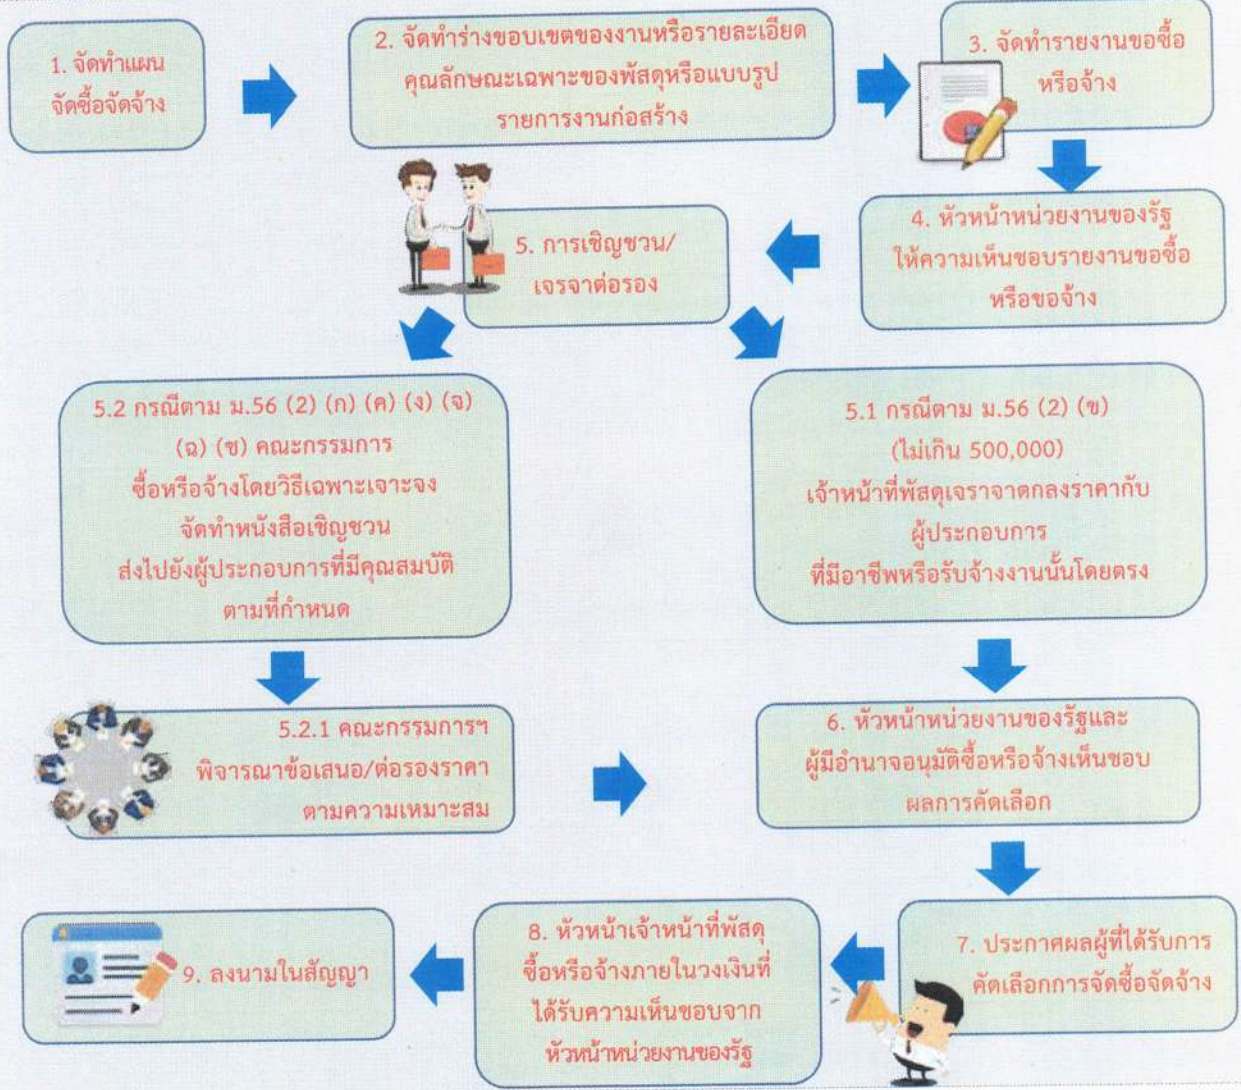 1. จัดทำแผน
จัดซื้อจัดจ้าง
2. จัดทำร่างขอบเขตของงานหรือรายละเอียด
คุณลักษณะเฉพาะของพัสดุหรือแบบรูป
รายการงานก่อสร้าง
3. จัดทำรายงานขอซื้อ
หรือจ้าง
4. หัวหน้าหน่วยงานของรัฐ
ให้ความเห็นชอบรายงานขอซื้อ
หรือขอจ้าง
5. การเชิญชวน/
เจรจาต่อรอง
5.2 กรณีตาม ม.56 (2) (ก) (ค) (ง) (จ)
(ฉ) (ช) คณะกรรมการ
ซื้อหรือจ้างโดยวิธีเฉพาะเจาะจง
จัดทำหนังสือเชิญชวน
ส่งไปยังผู้ประกอบการที่มีคุณสมบัติ
ตามที่กำหนด
5.1 กรณีตาม ม.56 (2) (ข)
(ไม่เกิน 500,000)
เจ้าหน้าที่พัสดุเจราจาตกลงราคากับ
ผู้ประกอบการ
ที่มีอาชีพหรือรับจ้างงานนั้นโดยตรง
5.2.1 คณะกรรมการฯ
พิจารณาข้อเสนอ/ต่อรองราคา
ตามความเหมาะสม
6. หัวหน้าหน่วยงานของรัฐและ
ผู้มีอำนาจอนุมัติซื้อหรือจ้างเห็นชอบ
ผลการคัดเลือก
7. ประกาศผลผู้ที่ได้รับการ
คัดเลือกการจัดซื้อจัดจ้าง
8. หัวหน้าเจ้าหน้าที่พัสดุ
ซื้อหรือจ้างภายในวงเงินที่
ได้รับความเห็นชอบจาก
หัวหน้าหน่วยงานของรัฐ
9. ลงนามในสัญญา